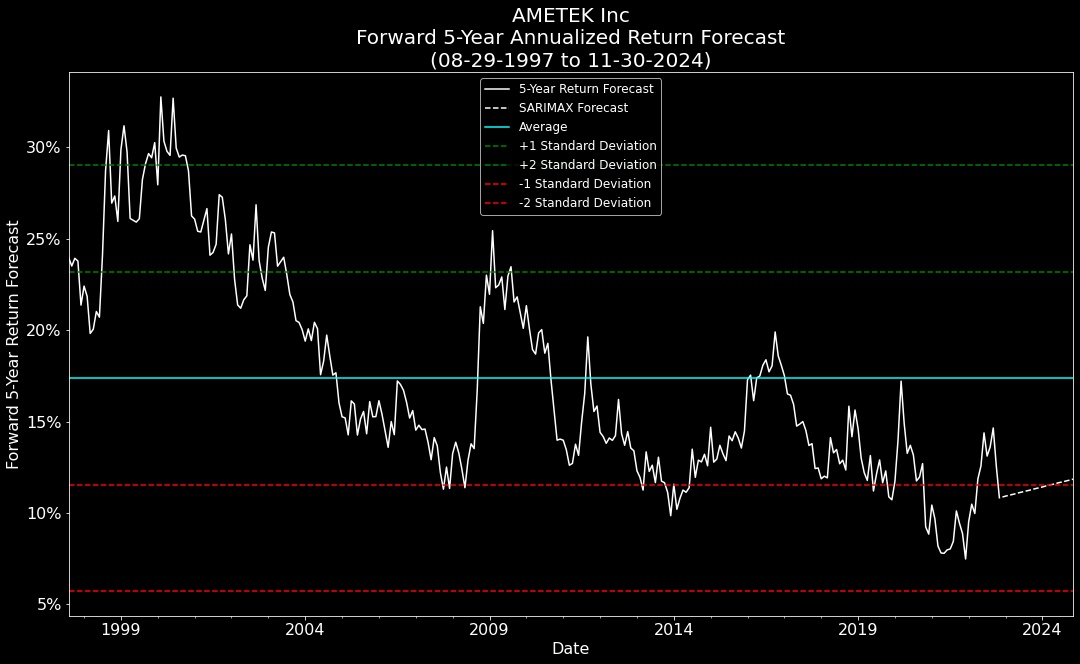 AMETEK Inc
Forward 5-Year Annualized Return Forecast
(08-29-1997 to 11-30-2024)
5-Year Return Forecast
SARIMAX Forecast
Average
+1 Standard Deviation
+2 Standard Deviation
-1 Standard Deviation
-2 Standard Deviation
Forward 5-Year Return Forecast
30%
25%
20%
15%
10%
5%
1999 2004 2009 2014 2019 2024
Date